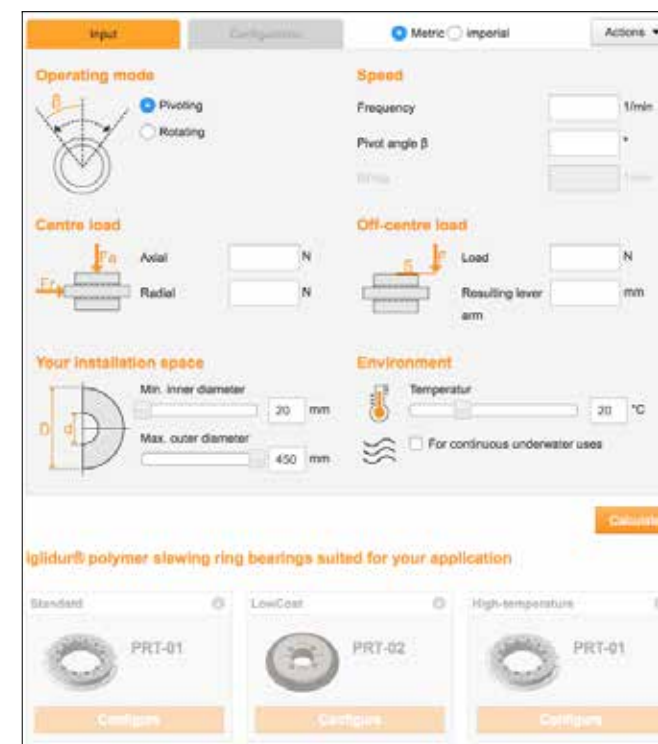 Input
Configuration
Metric
imperial
Actions
Operating mode
β
Pivoting
Rotating
Speed
Frequency
1/min
Pivot angle β
°
1/min
Centre load
Fa
Fr
Axial
N
Radial
N
Off-centre load
S
F
Load
N
Resulting lever
arm
mm
Your installation space
D
d
Min. inner diameter
20 mm
Max. outer diameter
450 mm
Environment
Temperatur
20 °C
For continuous underwater uses
Calculate
iglidur® polymer slewing ring bearings suited for your application
Standard
PRT-01
Configure
LowCost
PRT-02
Configure
High-temperature
PRT-01
Configure